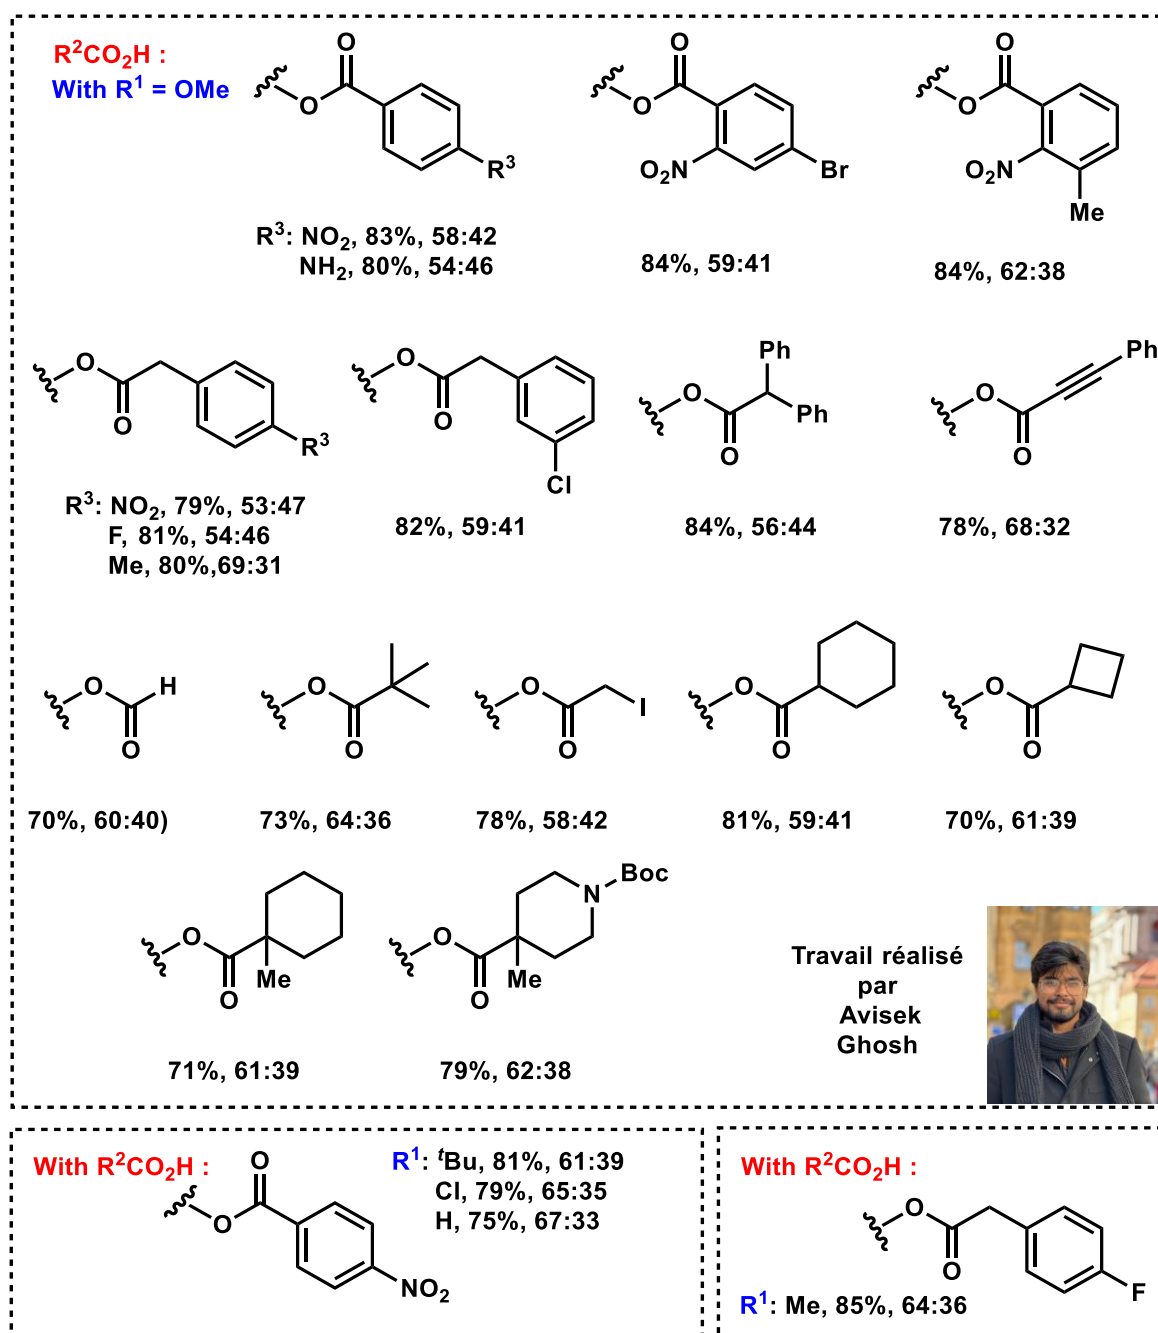 R²CO₂H :
With R¹ = OMe
O
O
R³
O
O
NO₂
Br
O
O
NO₂
Me
R³: NO₂, 83%, 58:42
NH₂, 80%, 54:46
84%, 59:41
84%, 62:38
O
O
R³
O
O
Cl
Ph
O
Ph
O
Ph
O
O
R³: NO₂, 79%, 53:47
F, 81%, 54:46
Me, 80%,69:31
82%, 59:41
84%, 56:44
78%, 68:32
O
H
O
O
O
O
I
O
O
O
O
O
70%, 60:40)
73%, 64:36
78%, 58:42
81%, 59:41
70%, 61:39
O
O
Me
N
Boc
O
O
Me
71%, 61:39
79%, 62:38
Travail réalisé
par
Avisek
Ghosh
With R²CO₂H :
O
O
NO₂
R¹: ᵗBu, 81%, 61:39
Cl, 79%, 65:35
H, 75%, 67:33
With R²CO₂H :
O
O
F
R¹: Me, 85%, 64:36